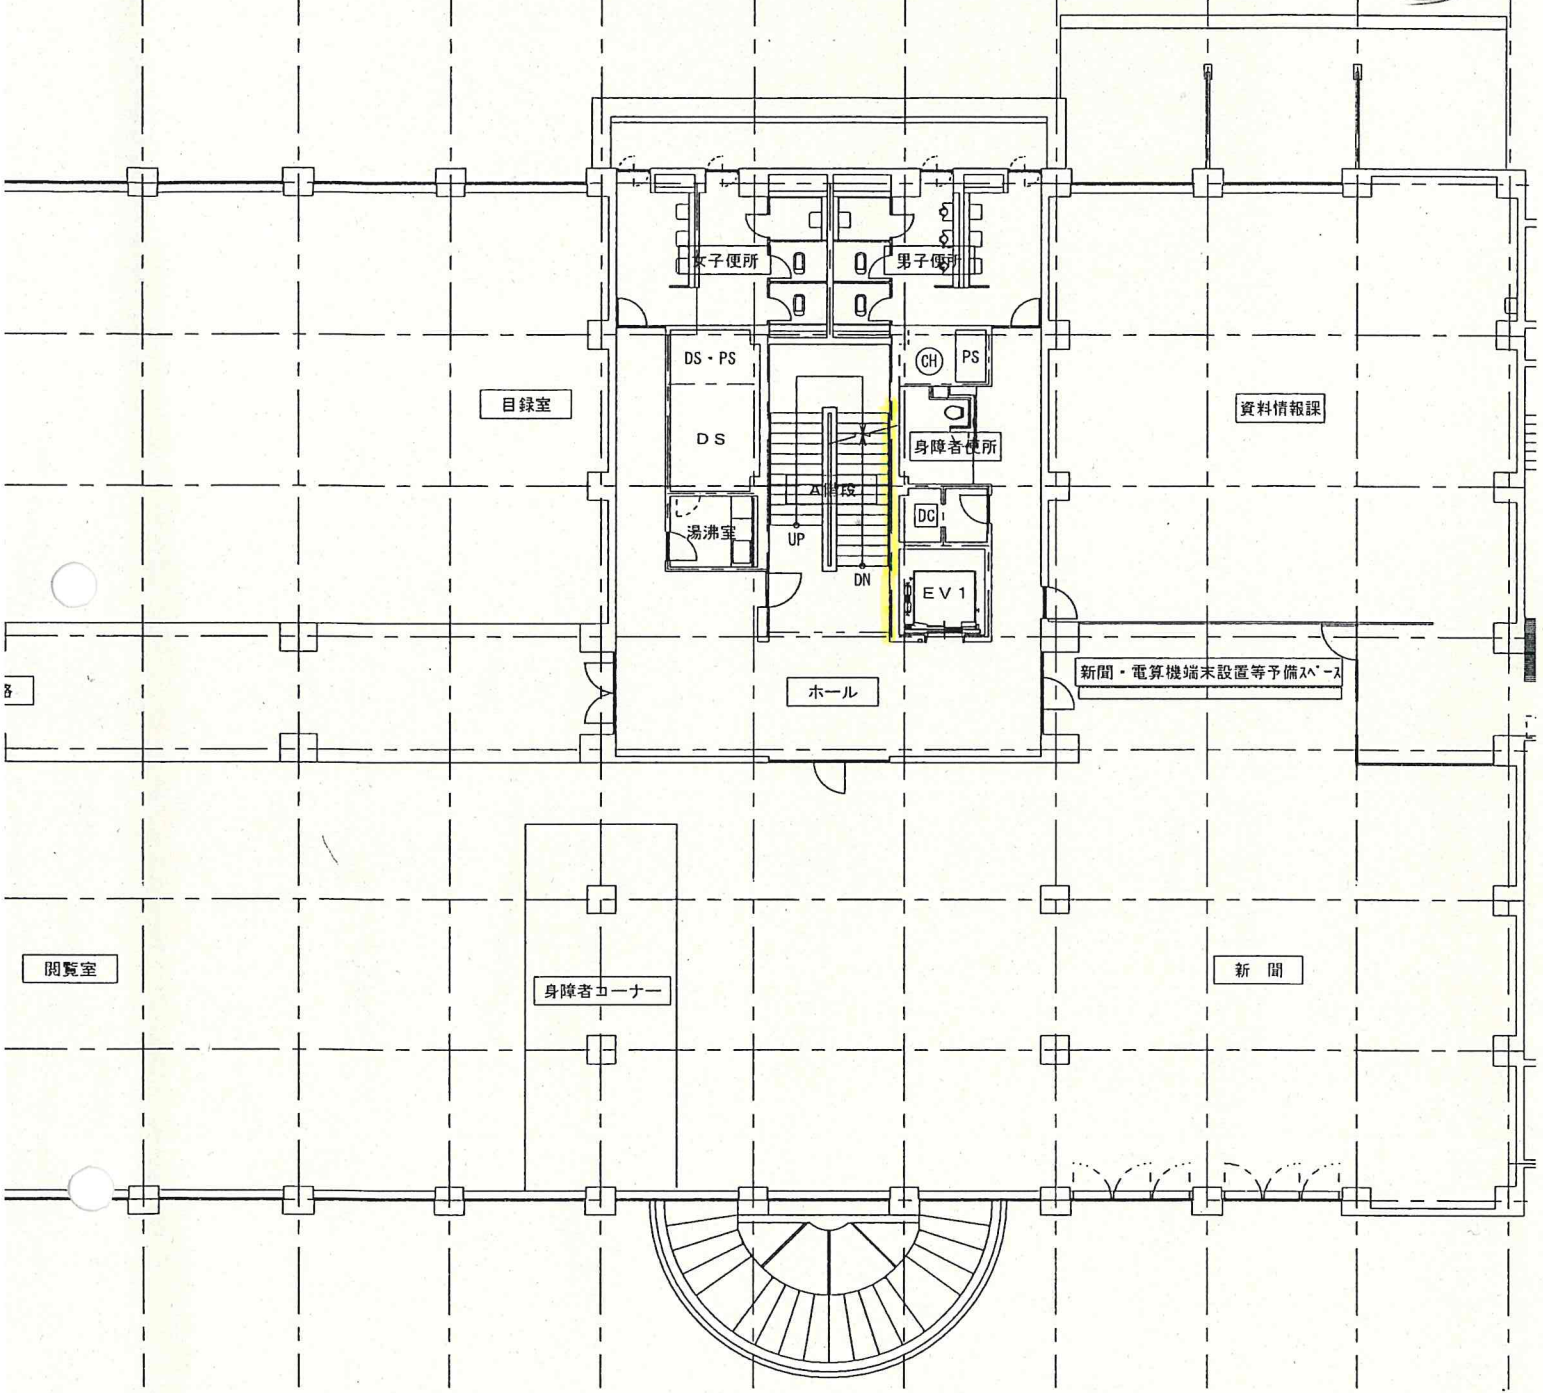 女子便所
男子便所
DS・PS
CH
PS
目録室
資料情報課
DS
身障者便所
A階段
DC
湯沸室
UP
DN
EV1
新聞・電算機端末設置等予備スペース
ホール
閲覧室
新 聞
身障者コーナー